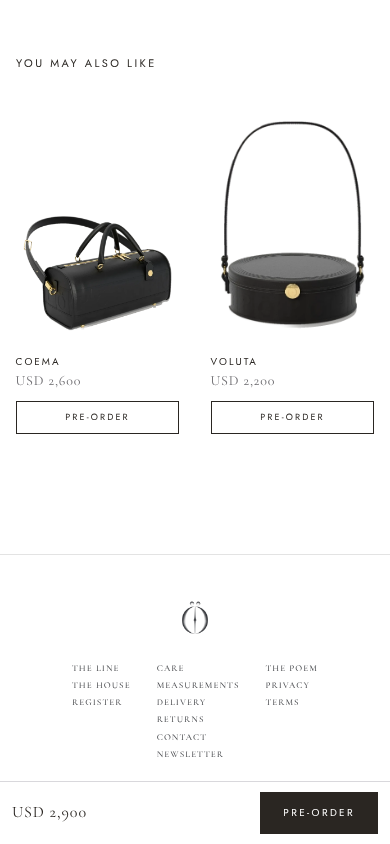 YOU MAY ALSO LIKE
COEMA
USD 2,600
PRE-ORDER
VOLUTA
USD 2,200
PRE-ORDER
THE LINE
THE HOUSE
REGISTER
CARE
MEASUREMENTS
DELIVERY
RETURNS
CONTACT
NEWSLETTER
THE POEM
PRIVACY
TERMS
USD 2,900
PRE-ORDER